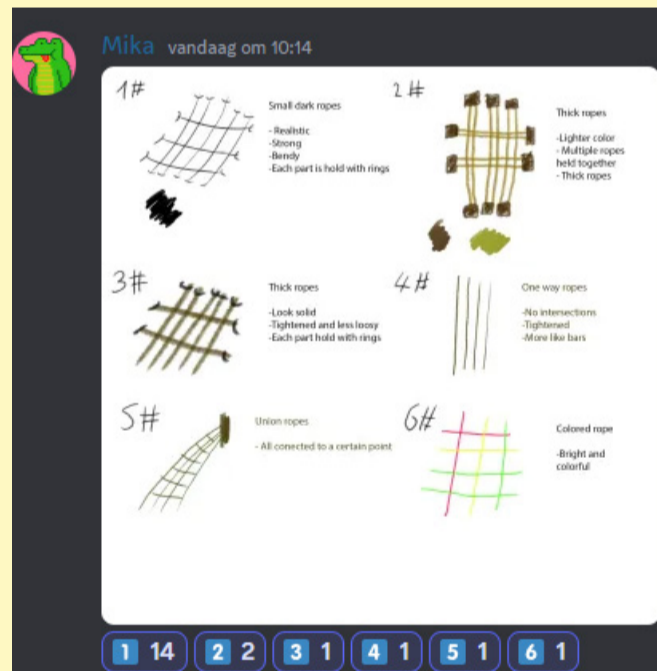 Mika vandaag om 10:14
1#
Small dark ropes
- Realistic
-Strong
-Bendy
-Each part is hold with rings
2#
Thick ropes
-Lighter color
- Multiple ropes
held together
- Thick ropes
3#
Thick ropes
-Look solid
-Tightened and less loosy
-Each part hold with rings
4#
One way ropes
-No intersections
-Tightened
-More like bars
5#
Union ropes
- All conected to a certain point
6#
Colored rope
-Bright and
colorful
1 14 2 2 3 1 4 1 5 1 6 1